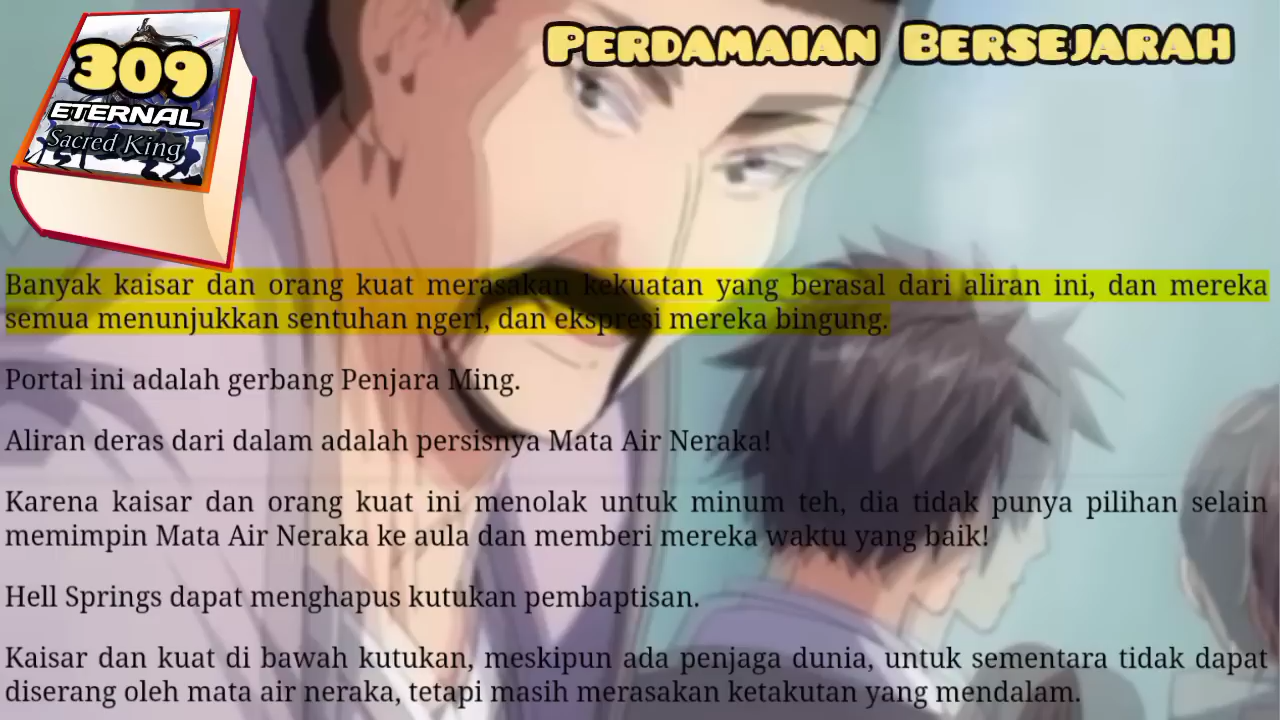 Perdamaian Bersejarah
309
ETERNAL
Sacred King
Banyak kaisar dan orang kuat merasakan kekuatan yang berasal dari aliran ini, dan mereka
semua menunjukkan sentuhan ngeri, dan ekspresi mereka bingung.
Portal ini adalah gerbang Penjara Ming.
Aliran deras dari dalam adalah persisnya Mata Air Neraka!
Karena kaisar dan orang kuat ini menolak untuk minum teh, dia tidak punya pilihan selain
memimpin Mata Air Neraka ke aula dan memberi mereka waktu yang baik!
Hell Springs dapat menghapus kutukan pembaptisan.
Kaisar dan kuat di bawah kutukan, meskipun ada penjaga dunia, untuk sementara tidak dapat
diserang oleh mata air neraka, tetapi masih merasakan ketakutan yang mendalam.